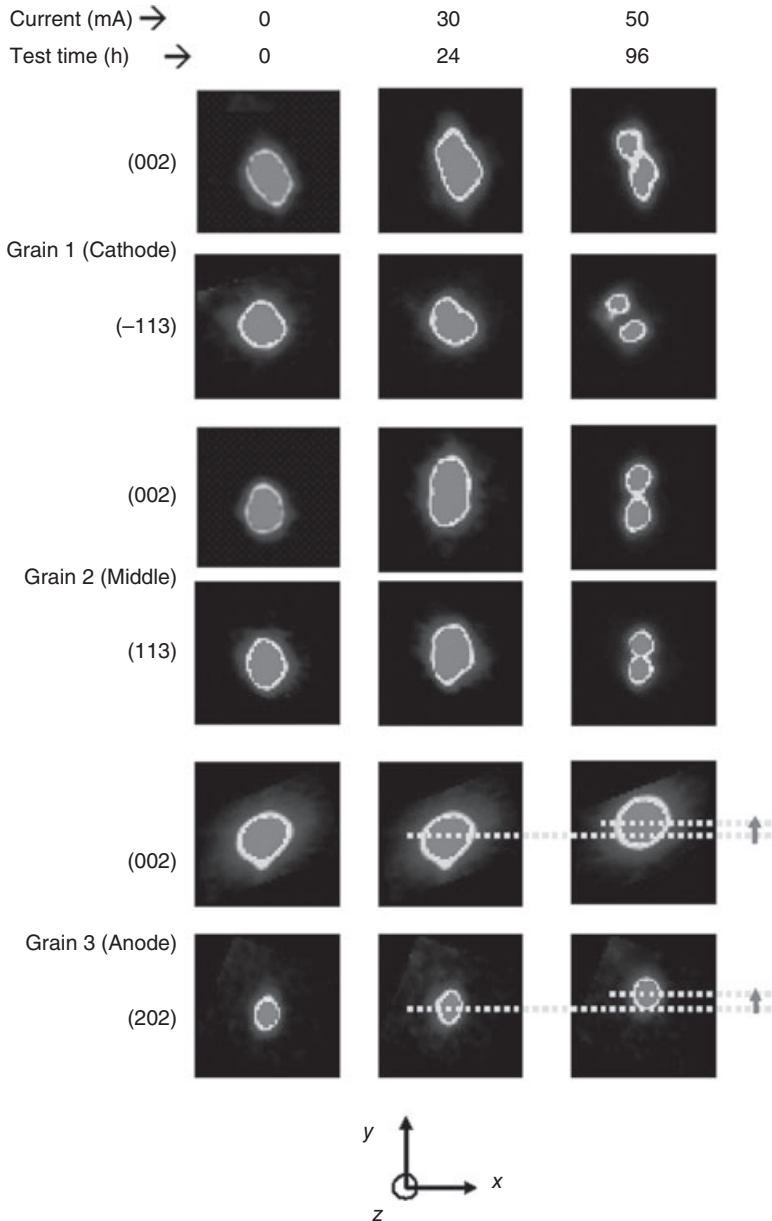 Current (mA) → 0 30 50
Test time (h) → 0 24 96
(002)
Grain 1 (Cathode)
(–113)
(002)
Grain 2 (Middle)
(113)
(002)
Grain 3 (Anode)
(202)
y
x
z